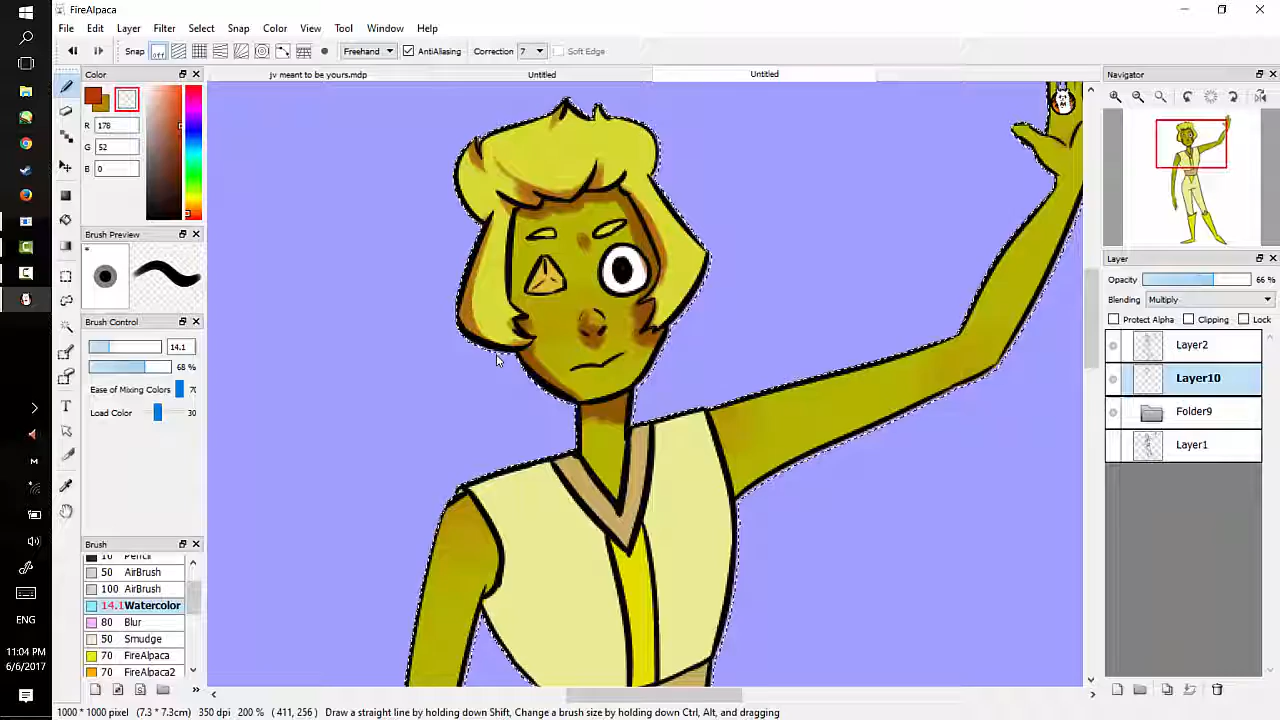 FireAlpaca
File Edit Layer Filter Select Snap Color View Tool Window Help
Snap off Freehand AntiAliasing Correction 7 Soft Edge
Color
jv meant to be yours.mdp Untitled Untitled
Navigator
R 178
G 52
B 0
Brush Preview
Layer
Opacity 66 %
Blending Multiply
Protect Alpha Clipping Lock
Brush Control
14.1
68 %
Ease of Mixing Colors 70
Load Color 30
Layer2
Layer10
Folder9
Layer1
Brush
10 Pencil
50 AirBrush
100 AirBrush
14.1 Watercolor
80 Blur
50 Smudge
70 FireAlpaca
70 FireAlpaca2
T
M
ENG
11:04 PM
6/6/2017
1000 * 1000 pixel (7.3 * 7.3cm) 350 dpi 200 % ( 411, 256 ) Draw a straight line by holding down Shift, Change a brush size by holding down Ctrl, Alt, and dragging